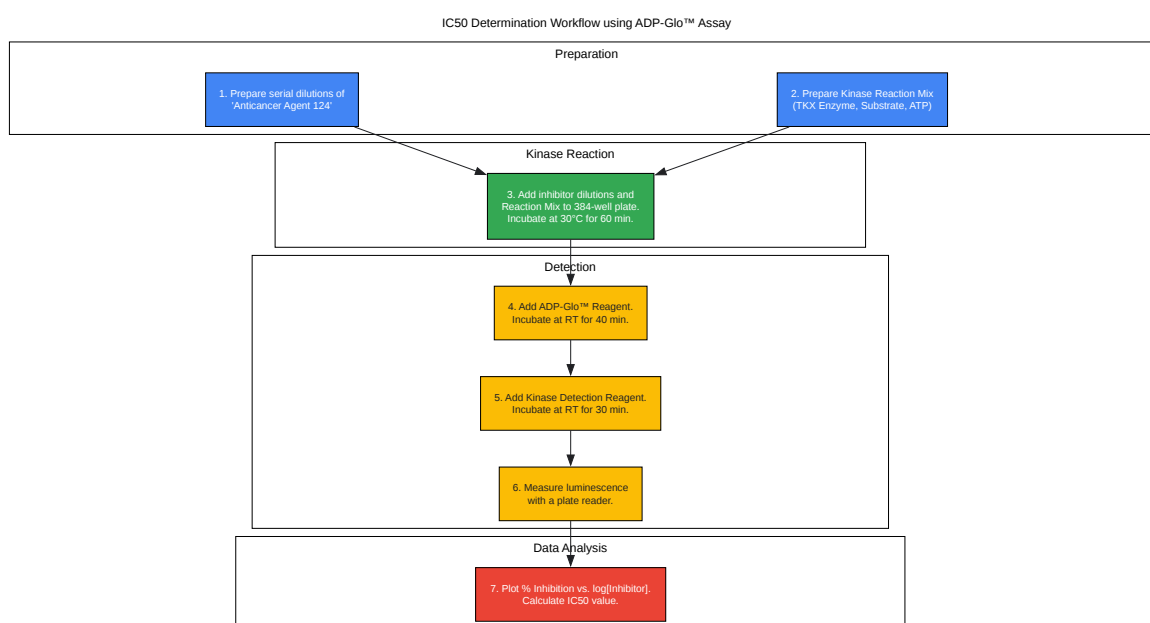 IC50 Determination Workflow using ADP-Glo™ Assay
Preparation
1. Prepare serial dilutions of
'Anticancer Agent 124'
2. Prepare Kinase Reaction Mix
(TKX Enzyme, Substrate, ATP)
Kinase Reaction
3. Add inhibitor dilutions and
Reaction Mix to 384-well plate.
Incubate at 30°C for 60 min.
Detection
4. Add ADP-Glo™ Reagent.
Incubate at RT for 40 min.
5. Add Kinase Detection Reagent.
Incubate at RT for 30 min.
6. Measure luminescence
with a plate reader.
Data Analysis
7. Plot % Inhibition vs. log[Inhibitor].
Calculate IC50 value.